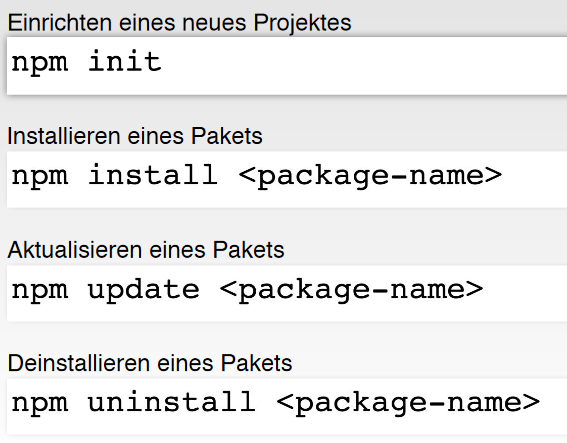 Einrichten eines neues Projektes
npm init
Installieren eines Pakets
npm install <package-name>
Aktualisieren eines Pakets
npm update <package-name>
Deinstallieren eines Pakets
npm uninstall <package-name>